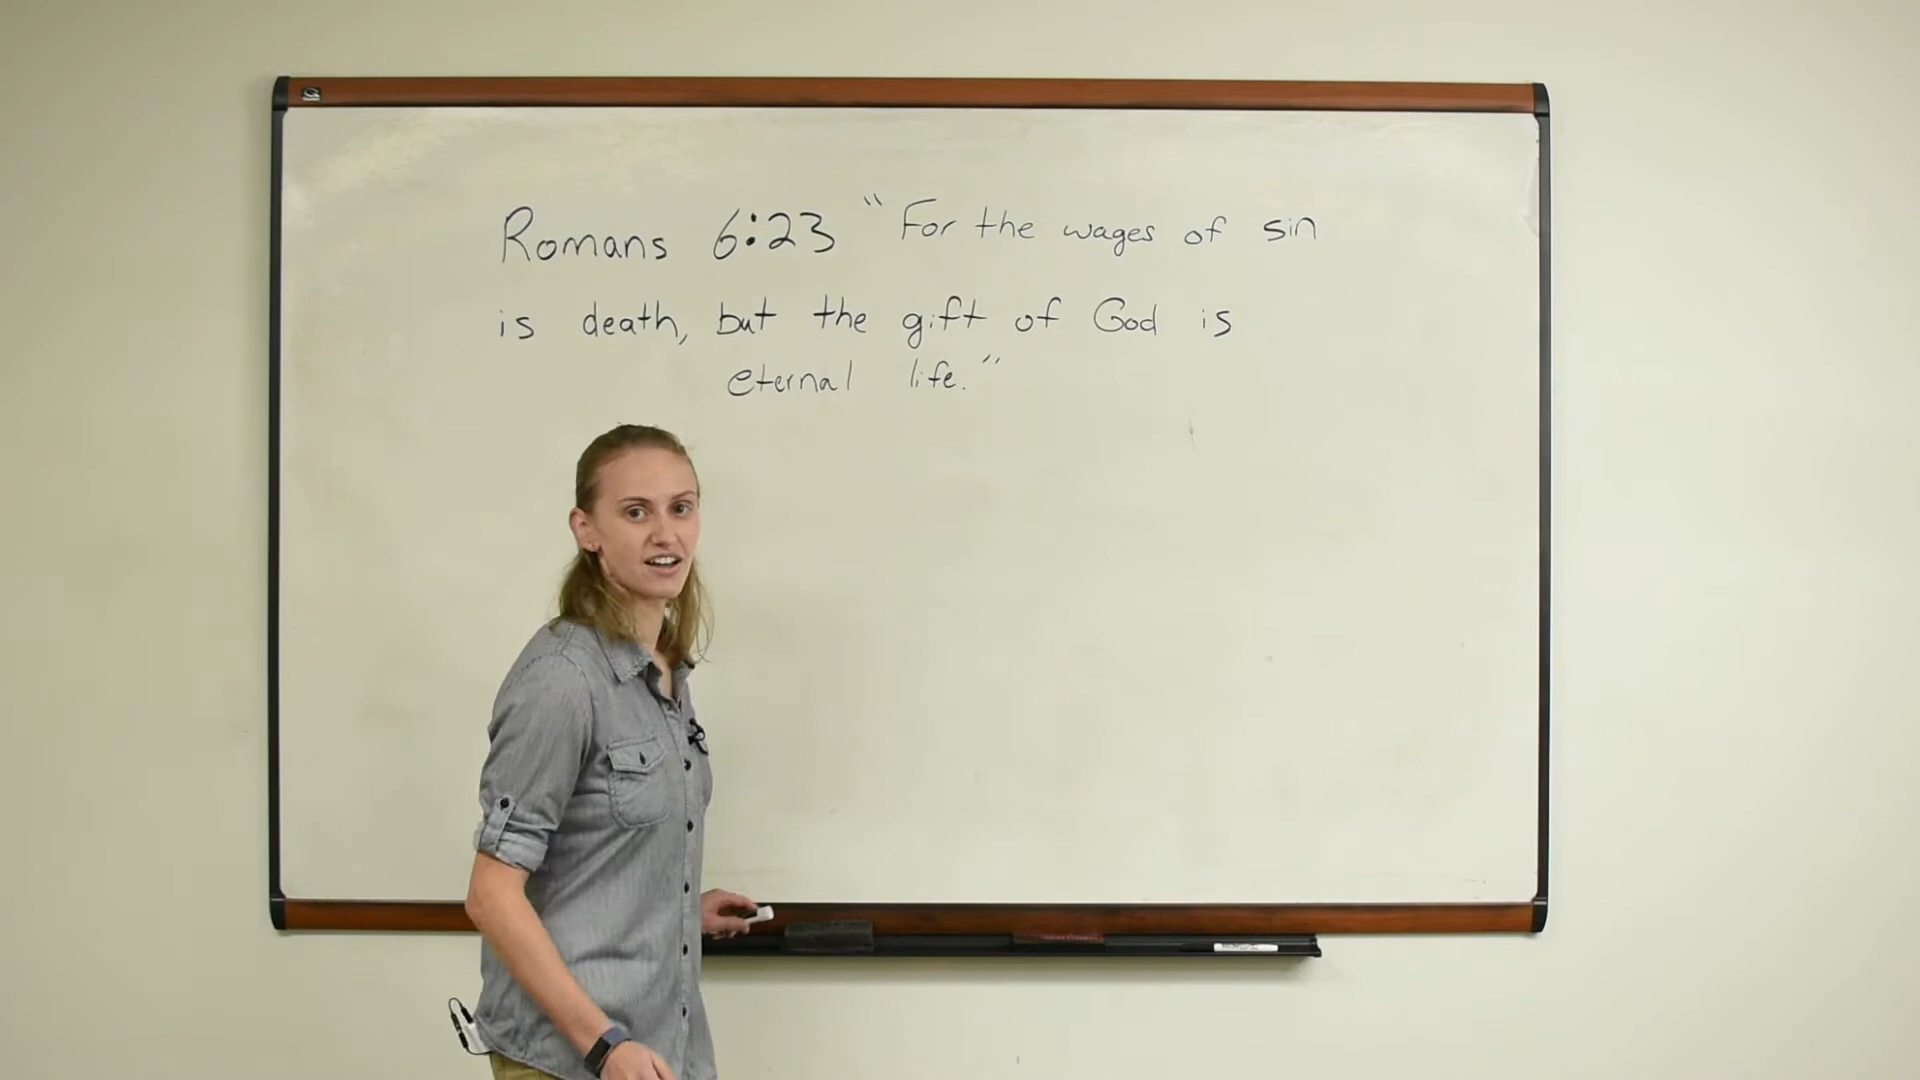 Romans 6:23 "For the wages of sin
is death, but the gift of God is
eternal life."